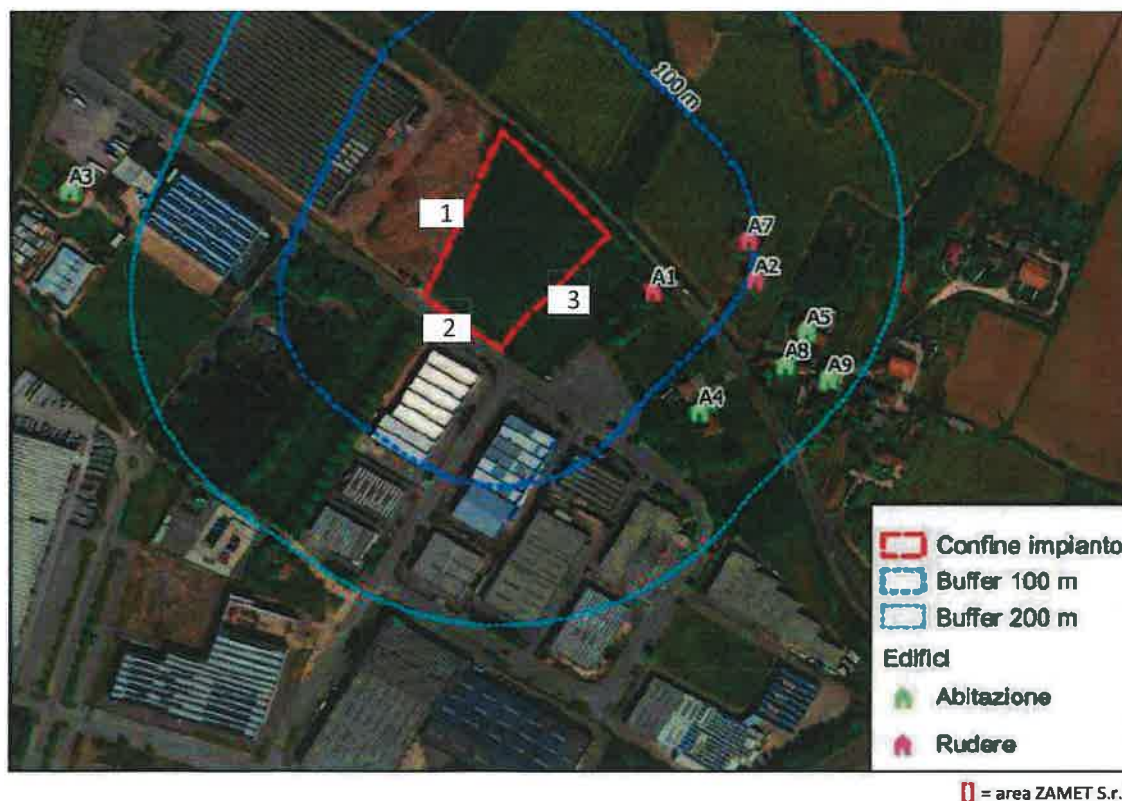 100 m
A3
1
A7
A1
A2
3
2
A5
A8
A9
A4
Confine impianto
Buffer 100 m
Buffer 200 m
Edifici
Abitazione
Rudere
= area ZAMET S.r.